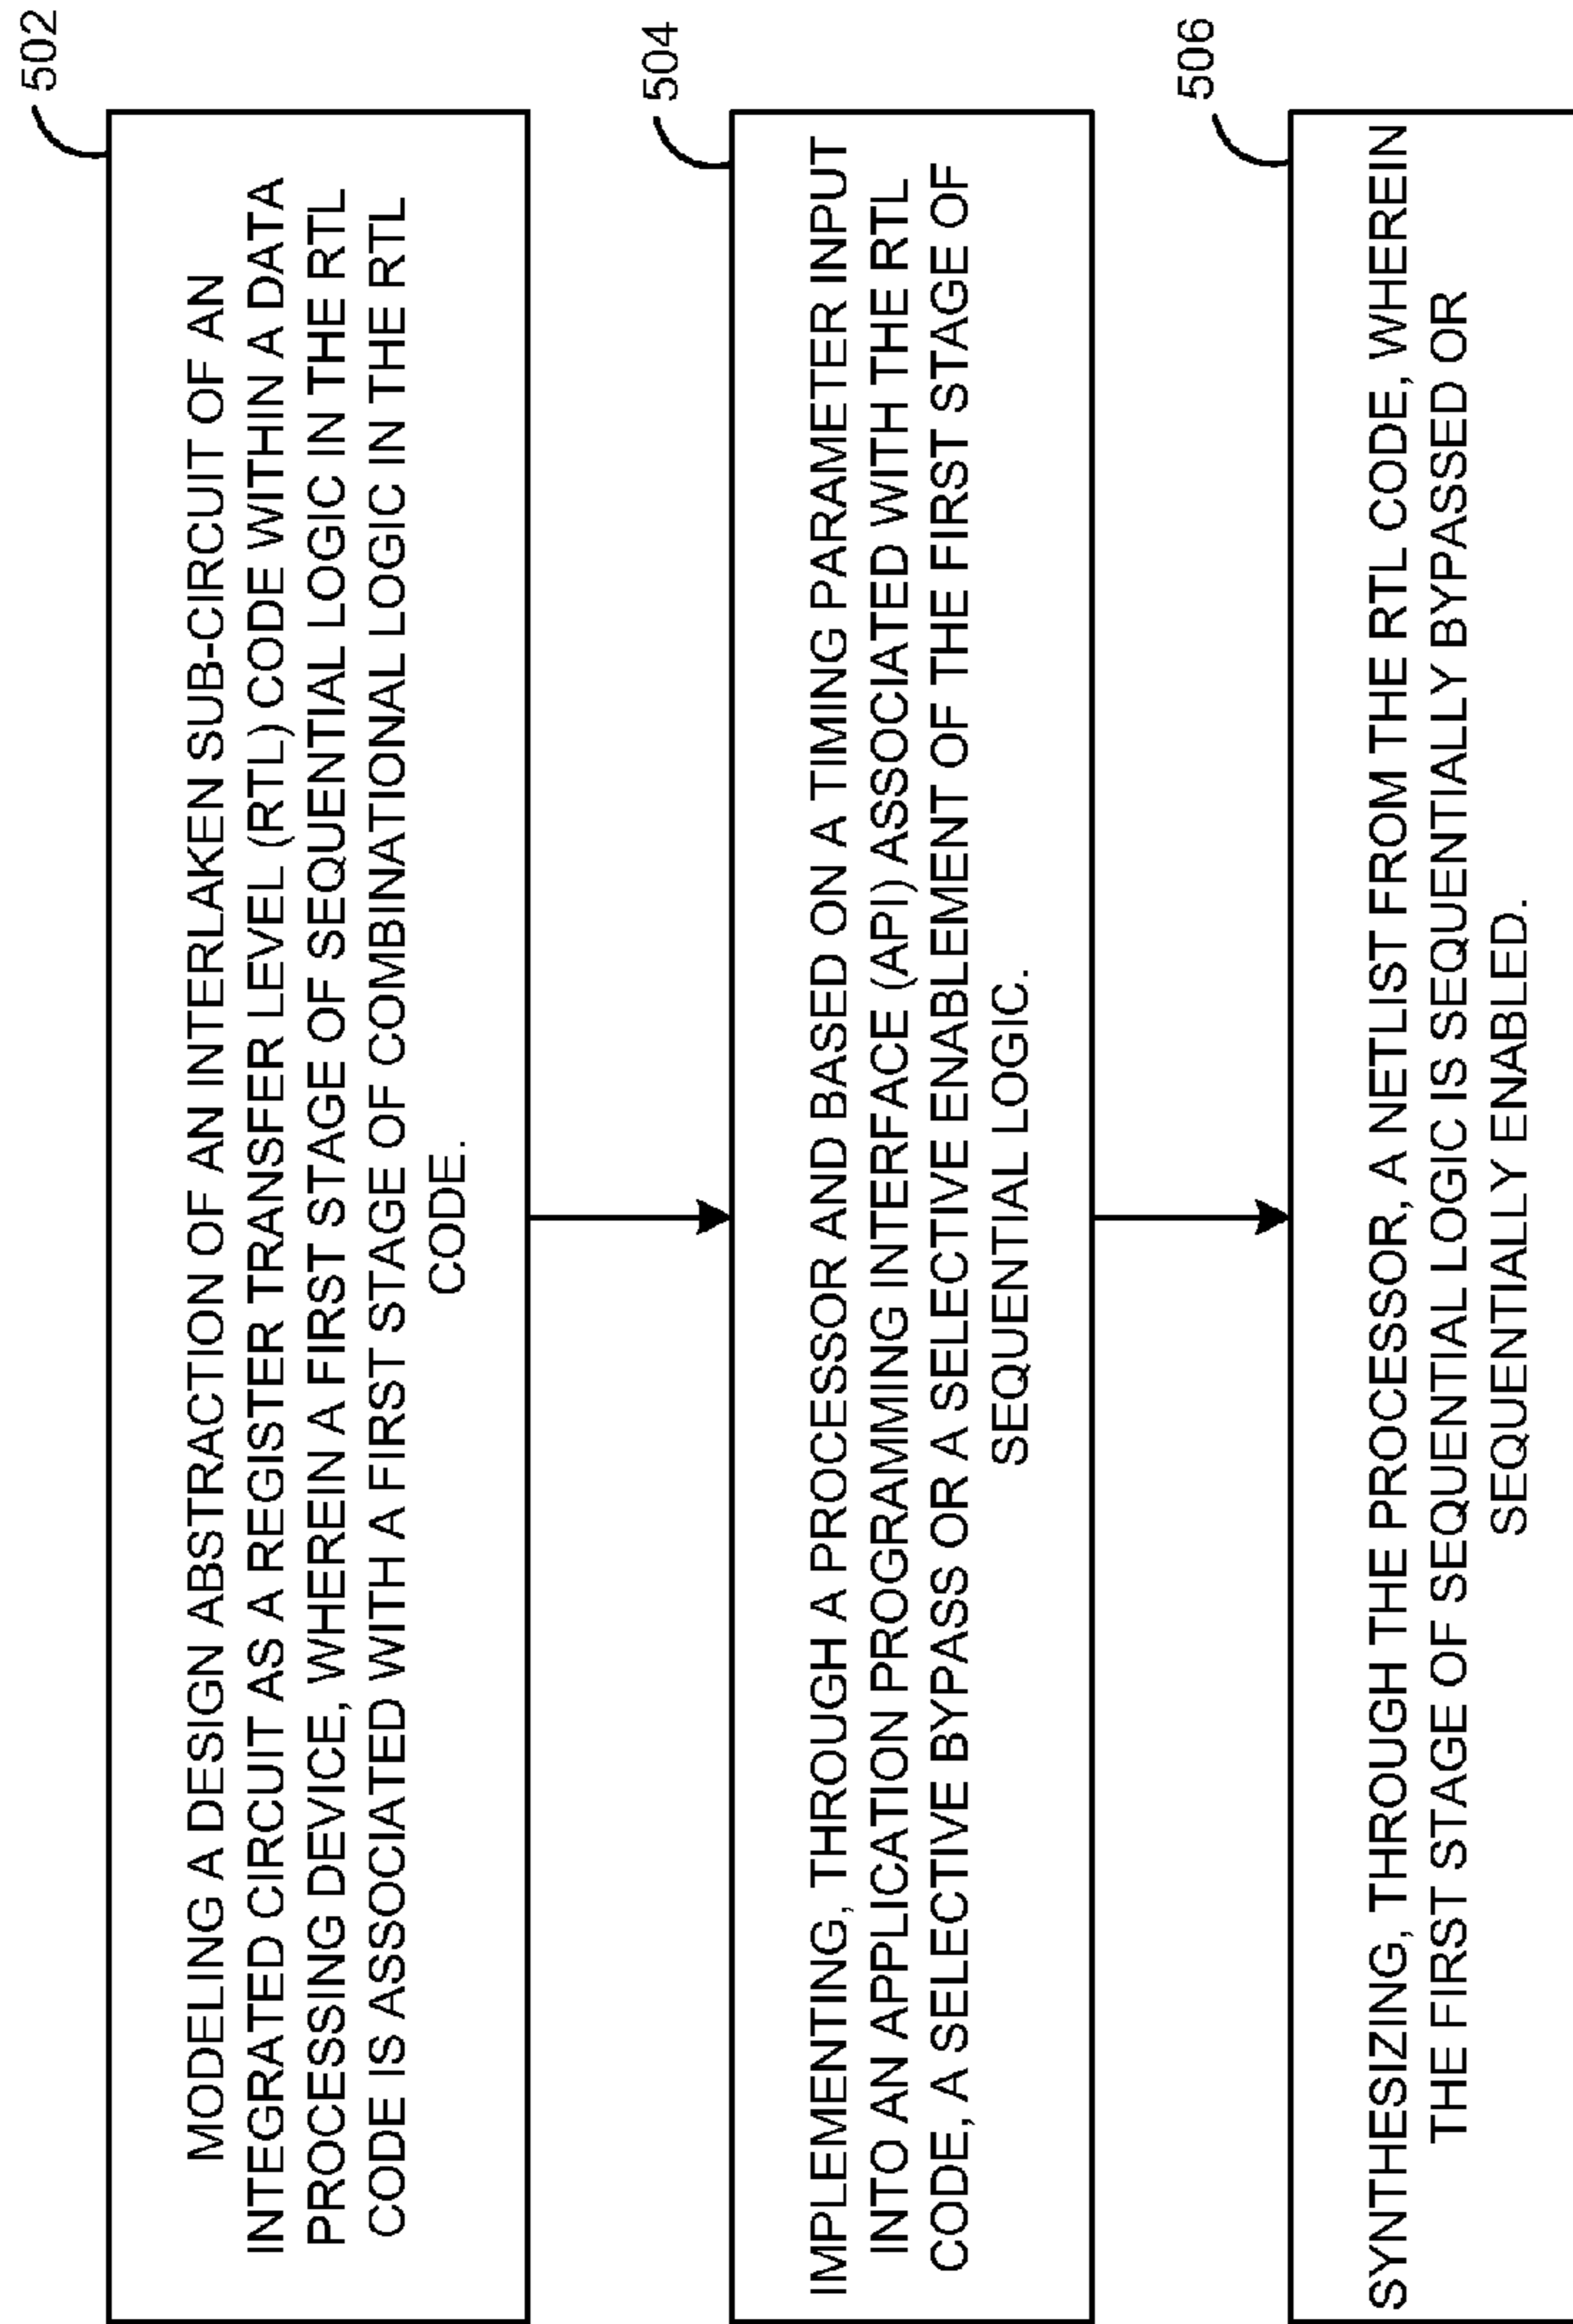 502
MODELING A DESIGN ABSTRACTION OF AN INTERLAKEN SUB-CIRCUIT OF AN
INTEGRATED CIRCUIT AS A REGISTER TRANSFER LEVEL (RTL) CODE WITHIN A DATA
PROCESSING DEVICE, WHEREIN A FIRST STAGE OF SEQUENTIAL LOGIC IN THE RTL
CODE IS ASSOCIATED WITH A FIRST STAGE OF COMBINATIONAL LOGIC IN THE RTL
CODE.
504
IMPLEMENTING, THROUGH A PROCESSOR AND BASED ON A TIMING PARAMETER INPUT
INTO AN APPLICATION PROGRAMMING INTERFACE (API) ASSOCIATED WITH THE RTL
CODE, A SELECTIVE BYPASS OR A SELECTIVE ENABLEMENT OF THE FIRST STAGE OF
SEQUENTIAL LOGIC.
506
SYNTHESIZING, THROUGH THE PROCESSOR, A NETLIST FROM THE RTL CODE, WHEREIN
THE FIRST STAGE OF SEQUENTIAL LOGIC IS SEQUENTIALLY BYPASSED OR
SEQUENTIALLY ENABLED.